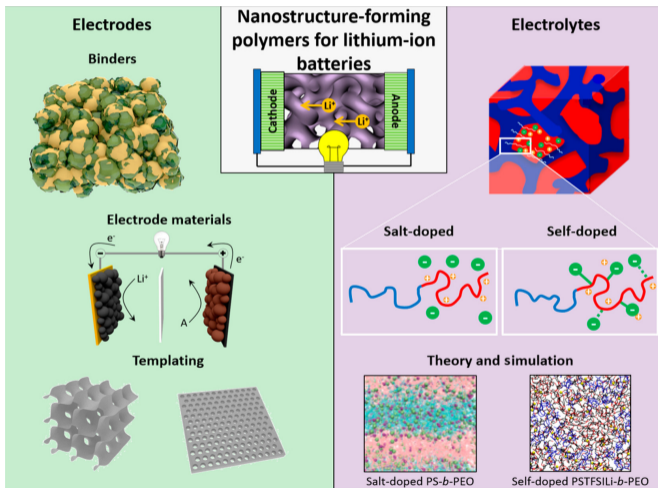 Electrodes
Nanostructure-forming
polymers for lithium-ion
batteries
Electrolytes
Binders
Cathode
Li⁺
Li⁺
Anode
Electrode materials
e⁻
e⁻
Li⁺
A
Templating
Salt-doped
Self-doped
Theory and simulation
Salt-doped PS-b-PEO
Self-doped PSTFSILi-b-PEO